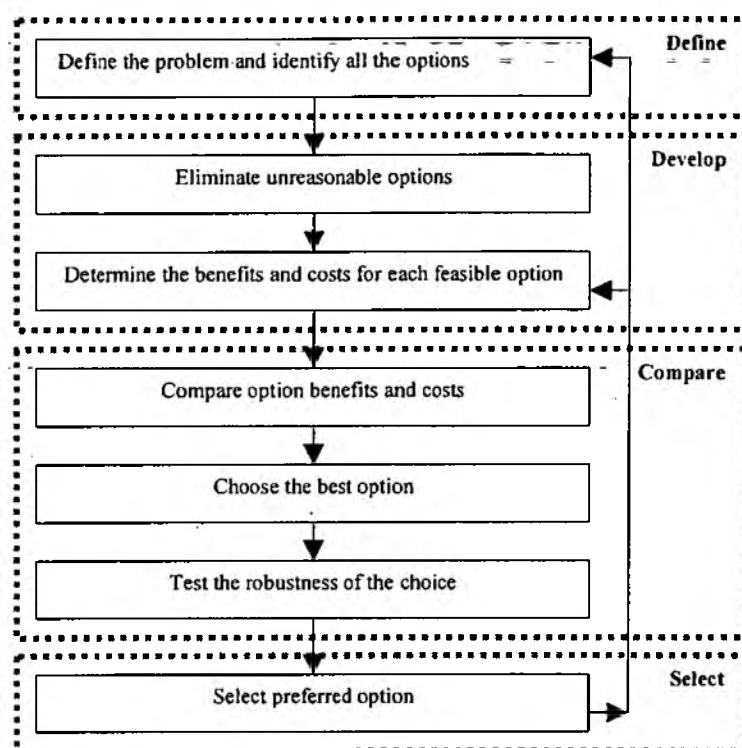 Define
Define the problem and identify all the options
Develop
Eliminate unreasonable options
Determine the benefits and costs for each feasible option
Compare
Compare option benefits and costs
Choose the best option
Test the robustness of the choice
Select
Select preferred option